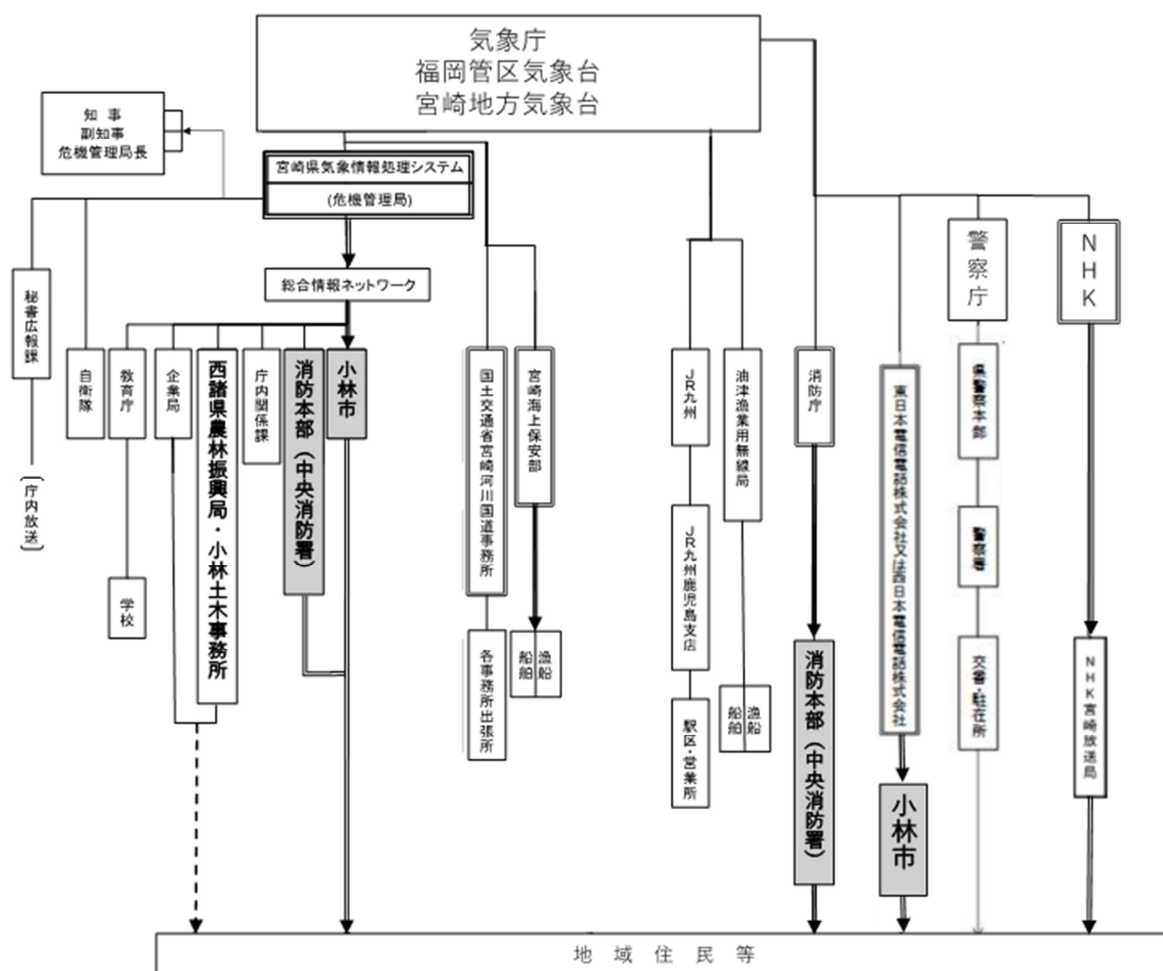 気象庁
福岡管区気象台
宮崎地方気象台
知 事
副知事
危機管理局長
宮崎県気象情報処理システム
(危機管理局)
総合情報ネットワーク
秘書広報課
(庁内放送)
自衛隊
教育庁
学校
企業局
西諸県農林振興局・小林土木事務所
庁内関係課
消防本部(中央消防署)
小林市
国土交通省宮崎河川国道事務所
各事務所出張所
宮崎海上保安部
漁船
船舶
JR九州
JR九州鹿児島支店
駅区・営業所
油津漁業用無線局
漁船
船舶
消防庁
消防本部(中央消防署)
東日本電信電話株式会社又は西日本電信電話株式会社
小林市
警察庁
県警察本部
警察署
交番・駐在所
NHK
NHK宮崎放送局
地 域 住 民 等